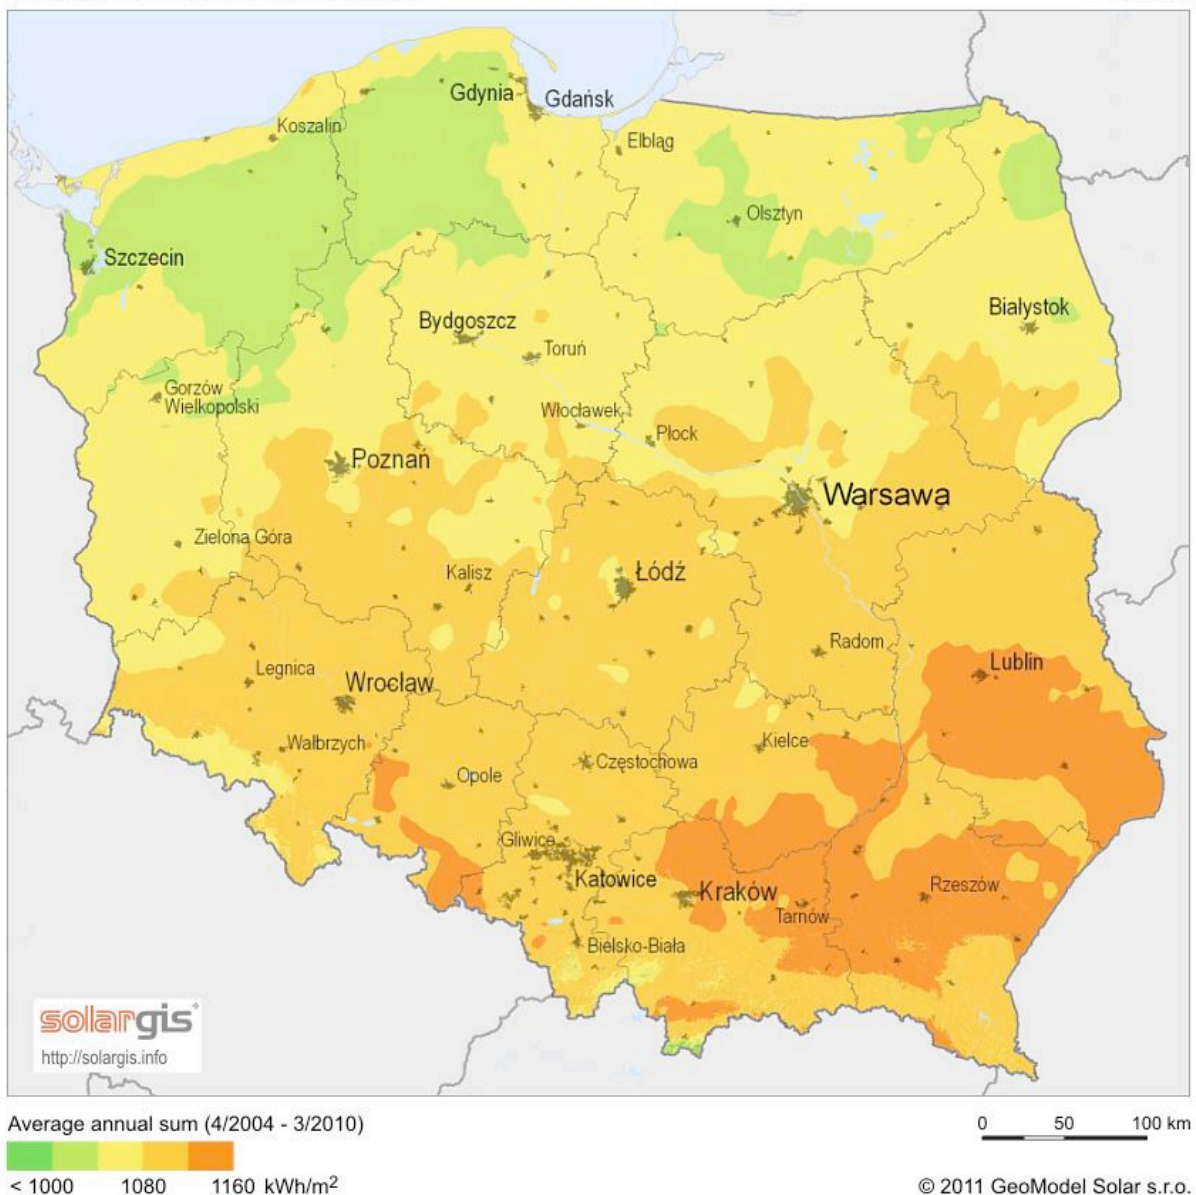 Gdynia
Gdańsk
Koszalin
Elbląg
Olsztyn
Szczecin
Białystok
Bydgoszcz
Toruń
Gorzów
Wielkopolski
Włocławek
Płock
Poznań
Warsawa
Zielona Góra
Kalisz
Łódź
Radom
Lublin
Legnica
Wrocław
Wałbrzych
Kielce
Częstochowa
Opole
Gliwice
Katowice
Kraków
Rzeszów
Tarnów
Bielsko-Biała
solargis
http://solargis.info
Average annual sum (4/2004 - 3/2010)
0 50 100 km
< 1000 1080 1160 kWh/m2
© 2011 GeoModel Solar s.r.o.